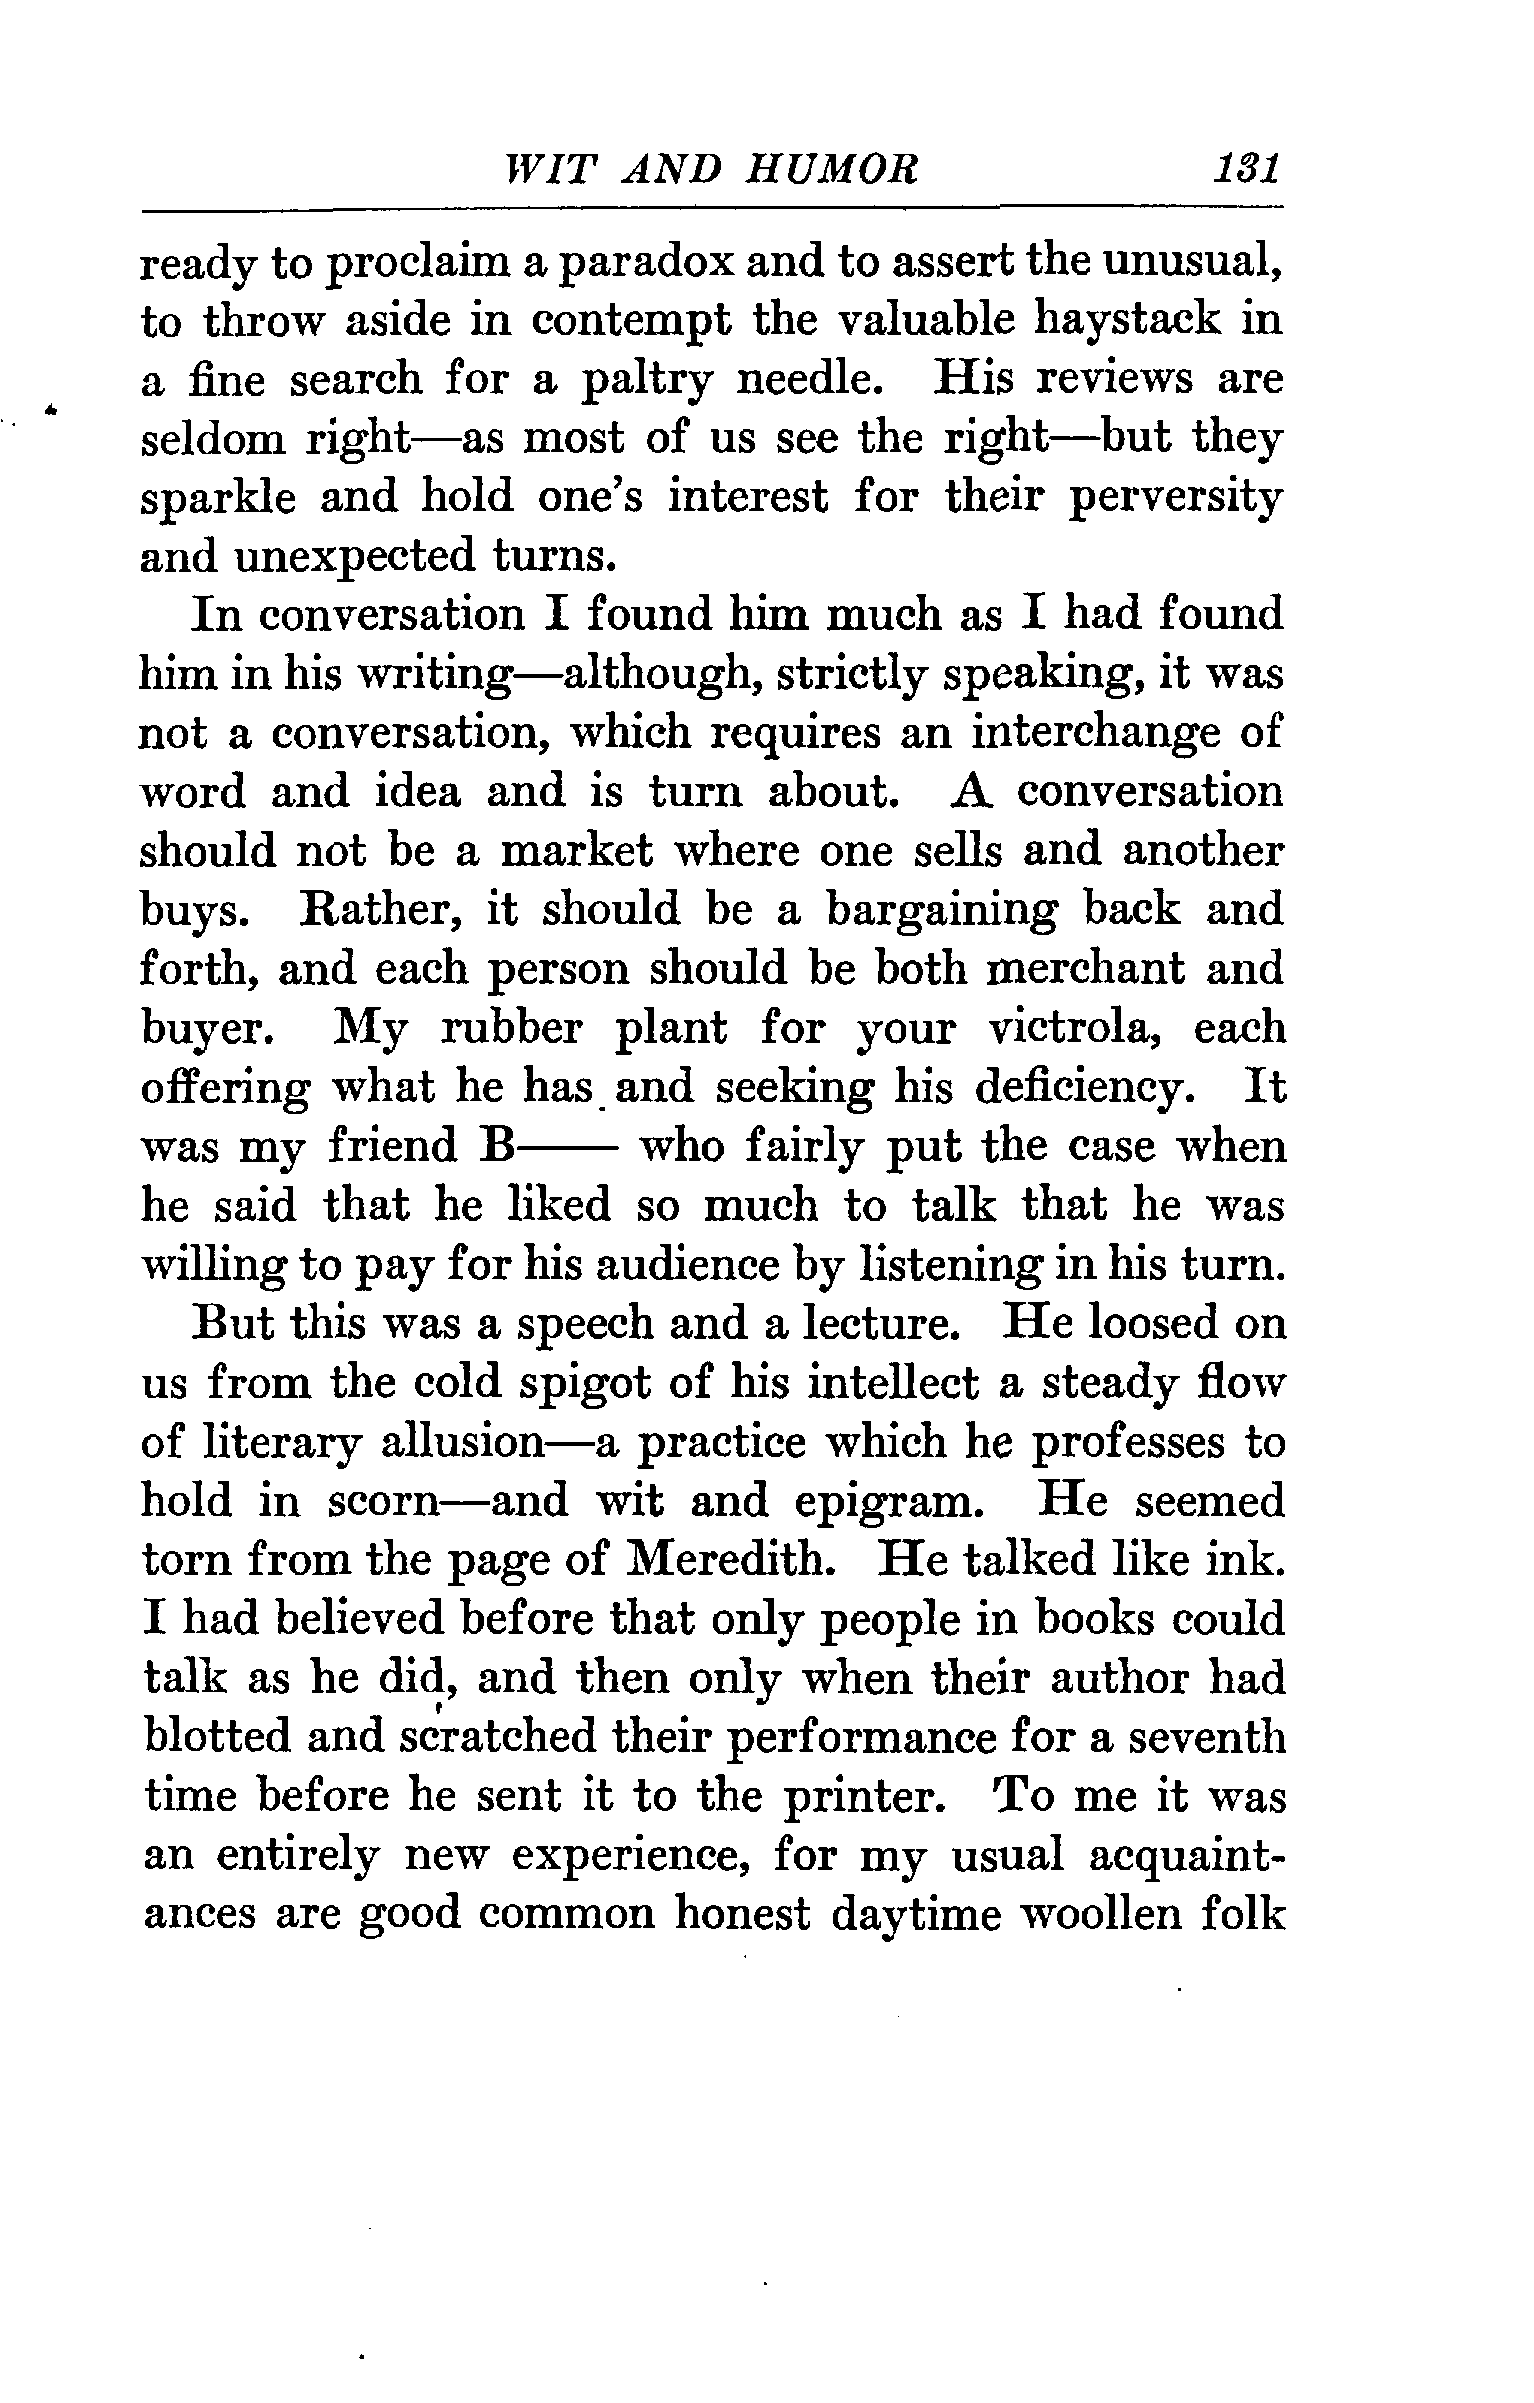 WIT AND HUMOR 131
ready to proclaim a paradox and to assert the unusual,
to throw aside in contempt the valuable haystack in
a fine search for a paltry needle. His reviews are
seldom right—as most of us see the right—but they
sparkle and hold one's interest for their perversity
and unexpected turns.
In conversation I found him much as I had found
him in his writing—although, strictly speaking, it was
not a conversation, which requires an interchange of
word and idea and is turn about. A conversation
should not be a market where one sells and another
buys. Rather, it should be a bargaining back and
forth, and each person should be both merchant and
buyer. My rubber plant for your victrola, each
offering what he has and seeking his deficiency. It
was my friend B—— who fairly put the case when
he said that he liked so much to talk that he was
willing to pay for his audience by listening in his turn.
But this was a speech and a lecture. He loosed on
us from the cold spigot of his intellect a steady flow
of literary allusion—a practice which he professes to
hold in scorn—and wit and epigram. He seemed
torn from the page of Meredith. He talked like ink.
I had believed before that only people in books could
talk as he did, and then only when their author had
blotted and scratched their performance for a seventh
time before he sent it to the printer. To me it was
an entirely new experience, for my usual acquaint-
ances are good common honest daytime woollen folk